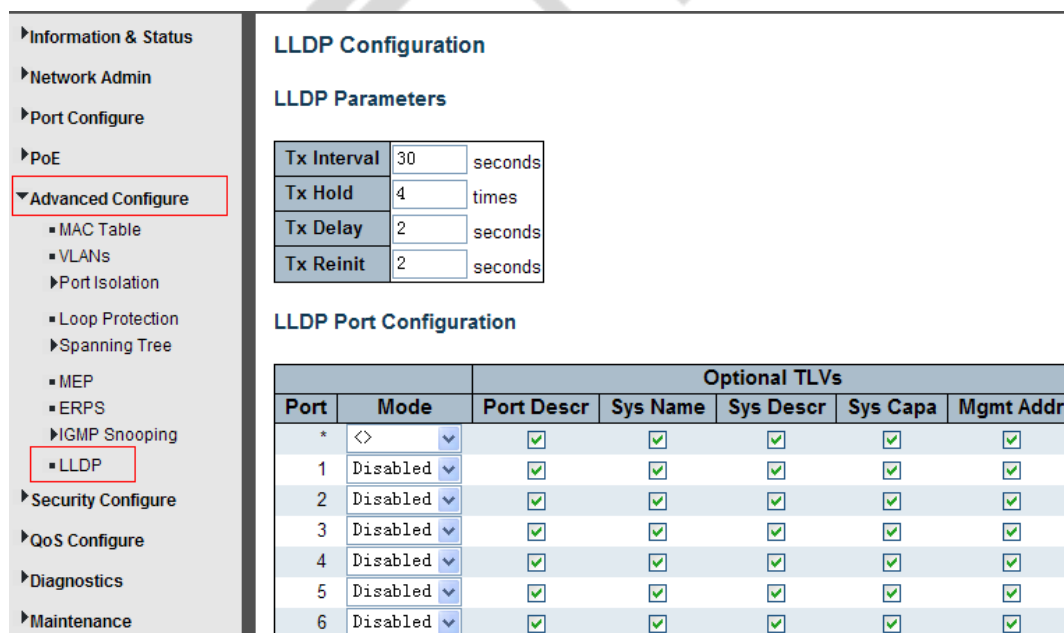 Information & Status
Network Admin
Port Configure
PoE
Advanced Configure
MAC Table
VLANs
Port Isolation
Loop Protection
Spanning Tree
MEP
ERPS
IGMP Snooping
LLDP
Security Configure
QoS Configure
Diagnostics
Maintenance
LLDP Configuration
LLDP Parameters
Tx Interval 30 seconds
Tx Hold 4 times
Tx Delay 2 seconds
Tx Reinit 2 seconds
LLDP Port Configuration
Optional TLVs
Port Mode Port Descr Sys Name Sys Descr Sys Capa Mgmt Addr
* <>
1 Disabled
2 Disabled
3 Disabled
4 Disabled
5 Disabled
6 Disabled